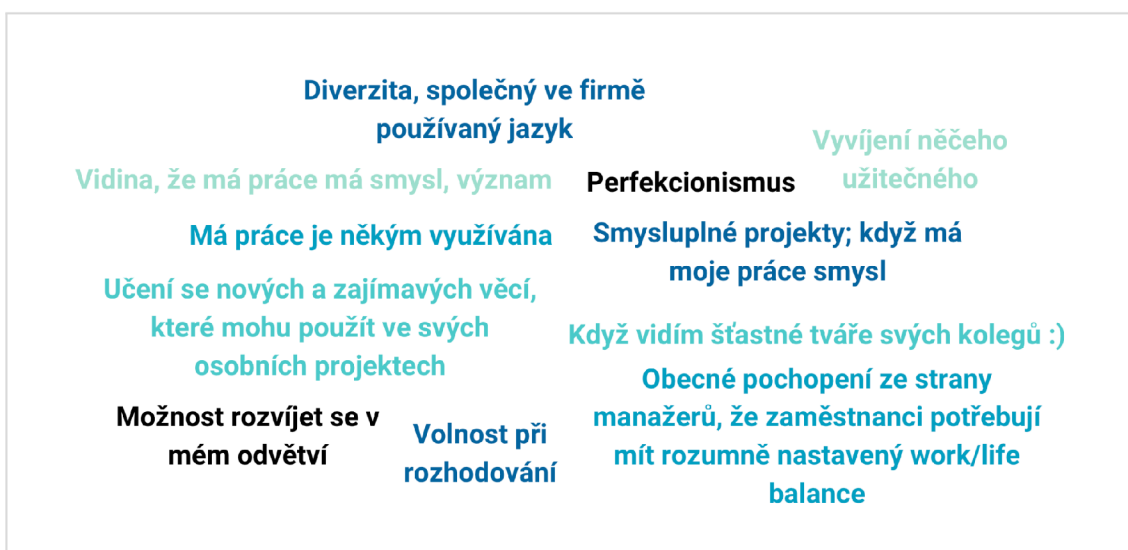 Diverzita, společný ve firmě
používaný jazyk
Vyvíjení něčeho
užitečného
Vidina, že má práce má smysl, význam
Perfekcionismus
Má práce je někým využívána
Smysluplné projekty; když má
moje práce smysl
Učení se nových a zajímavých věcí,
které mohu použít ve svých
osobních projektech
Když vidím šťastné tváře svých kolegů :)
Obecné pochopení ze strany
manažerů, že zaměstnanci potřebují
mít rozumně nastavený work/life
balance
Možnost rozvíjet se v
mém odvětví
Volnost při
rozhodování